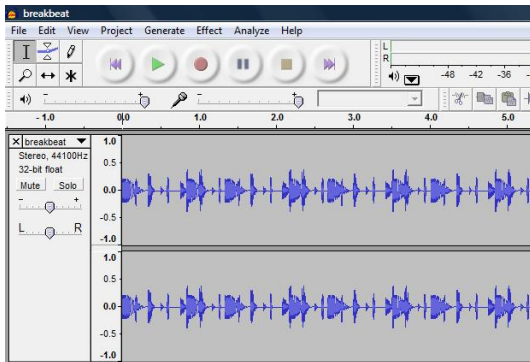 breakbeat
File Edit View Project Generate Effect Analyze Help
L
R
-48 -42 -36
- 1.0 0.0 1.0 2.0 3.0 4.0 5.0
breakbeat
Stereo, 44100Hz
32-bit float
Mute Solo
- +
L R
1.0
0.5
0.0
-0.5
-1.0
1.0
0.5
0.0
-0.5
-1.0